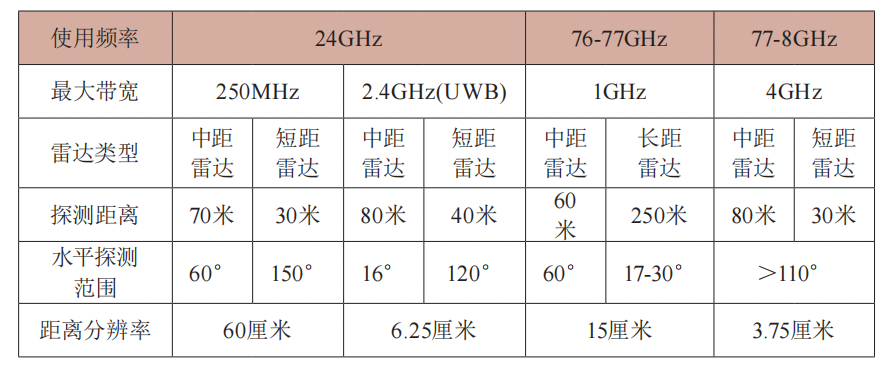 使用频率 24GHz 76-77GHz 77-8GHz
最大带宽 250MHz 2.4GHz(UWB) 1GHz 4GHz
雷达类型 中距雷达 短距雷达 中距雷达 短距雷达 中距雷达 长距雷达 中距雷达 短距雷达
探测距离 70米 30米 80米 40米 60米 250米 80米 30米
水平探测范围 60° 150° 16° 120° 60° 17-30° ＞110°
距离分辨率 60厘米 6.25厘米 15厘米 3.75厘米